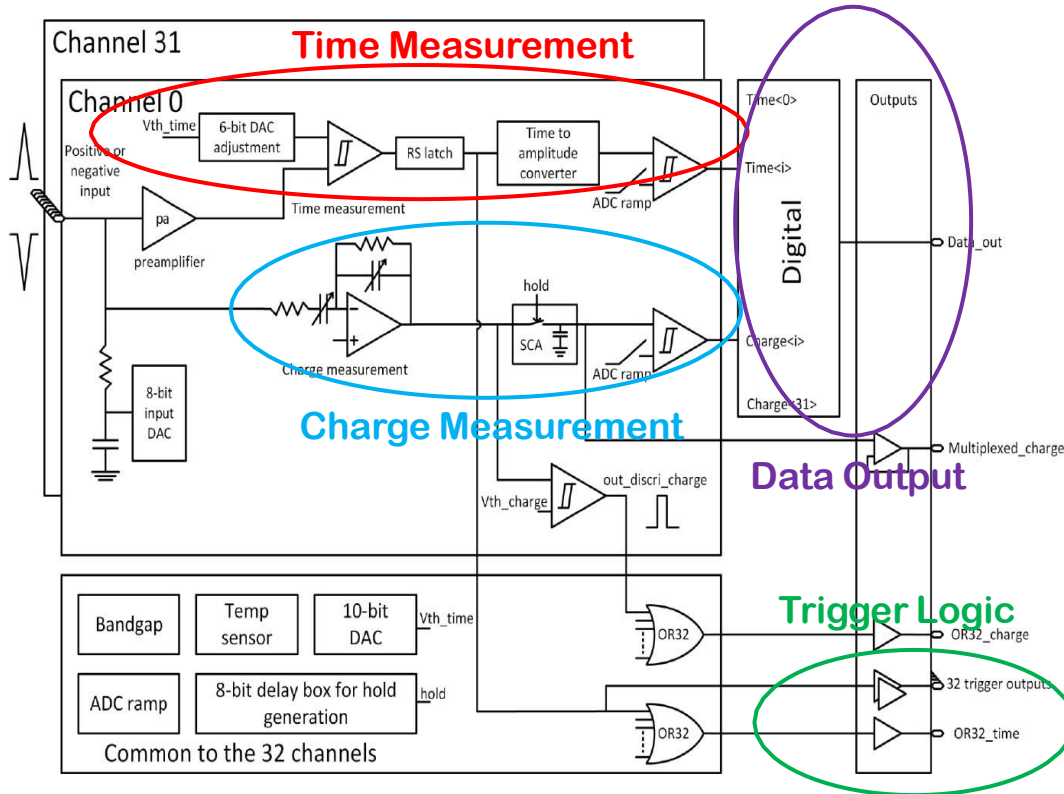 Channel 31
Time Measurement
Channel 0
Time<0>
Outputs
Vth_time
6-bit DAC
adjustment
Positive or
negative
input
RS latch
Time to
amplitude
converter
Time<i>
ADC ramp
Time measurement
pa
preamplifier
Digital
Data_out
hold
SCA
Charge<i>
ADC ramp
Charge measurement
8-bit
input
DAC
Charge<31>
Charge Measurement
Multiplexed_charge
Data Output
out_discri_charge
Vth_charge
Bandgap
Temp
sensor
10-bit
DAC
Vth_time
Trigger Logic
OR32
OR32_charge
ADC ramp
8-bit delay box for hold
generation
hold
32 trigger outputs
OR32
OR32_time
Common to the 32 channels